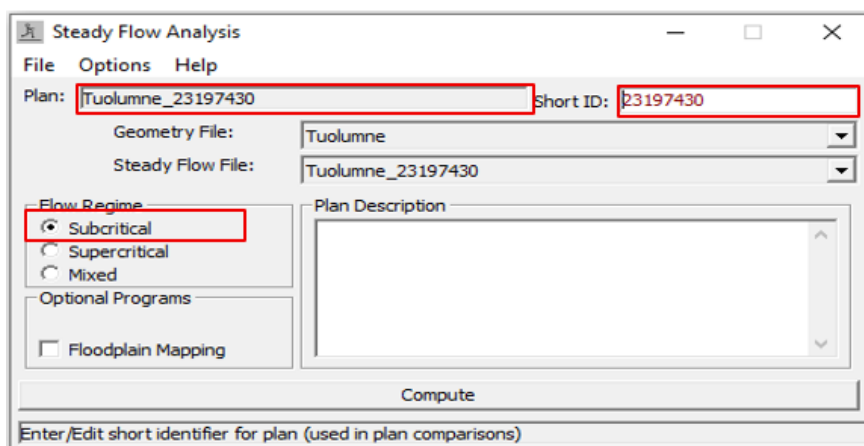 Steady Flow Analysis
File Options Help
Plan: Tuolumne_23197430 Short ID: 23197430
Geometry File: Tuolumne
Steady Flow File: Tuolumne_23197430
Flow Regime
Subcritical
Supercritical
Mixed
Plan Description
Optional Programs
Floodplain Mapping
Compute
Enter/Edit short identifier for plan (used in plan comparisons)